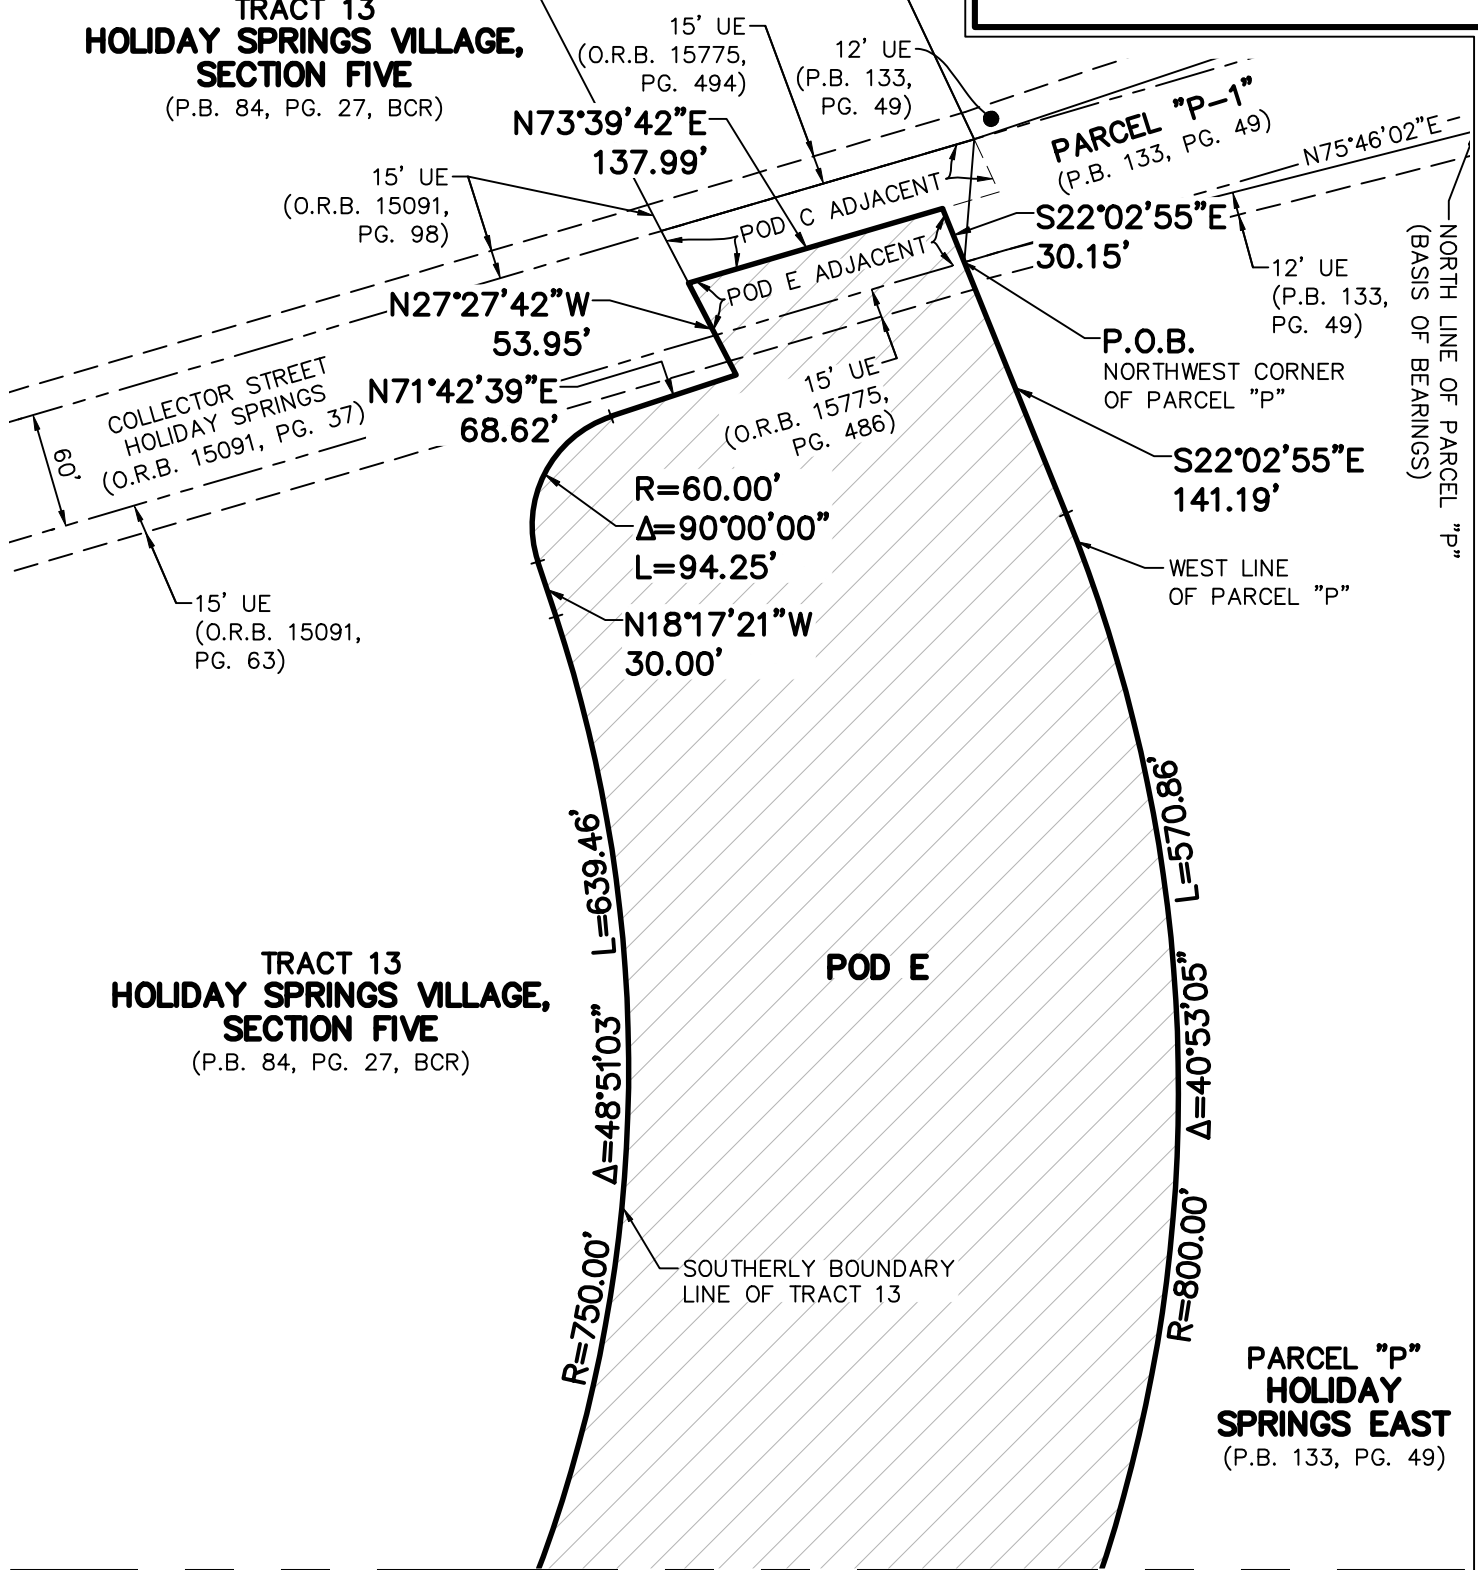 TRACT 13
HOLIDAY SPRINGS VILLAGE,
SECTION FIVE
(P.B. 84, PG. 27, BCR)
15' UE
(O.R.B. 15775,
PG. 494)
12' UE
(P.B. 133,
PG. 49)
N73°39'42"E
137.99'
PARCEL "P-1"
(P.B. 133, PG. 49)
N75°46'02"E
15' UE
(O.R.B. 15091,
PG. 98)
POD C ADJACENT
POD E ADJACENT
S22°02'55"E
30.15'
NORTH LINE OF PARCEL "P"
(BASIS OF BEARINGS)
12' UE
(P.B. 133,
PG. 49)
N27°27'42"W
53.95'
P.O.B.
NORTHWEST CORNER
OF PARCEL "P"
COLLECTOR STREET
HOLIDAY SPRINGS
(O.R.B. 15091, PG. 37)
60'
N71°42'39"E
68.62'
15' UE
(O.R.B. 15775,
PG. 486)
S22°02'55"E
141.19'
R=60.00'
Δ=90°00'00"
L=94.25'
WEST LINE
OF PARCEL "P"
15' UE
(O.R.B. 15091,
PG. 63)
N18°17'21"W
30.00'
L=639.46'
Δ=48°51'03"
R=750.00'
L=570.86'
Δ=40°53'05"
R=800.00'
POD E
TRACT 13
HOLIDAY SPRINGS VILLAGE,
SECTION FIVE
(P.B. 84, PG. 27, BCR)
SOUTHERLY BOUNDARY
LINE OF TRACT 13
PARCEL "P"
HOLIDAY
SPRINGS EAST
(P.B. 133, PG. 49)